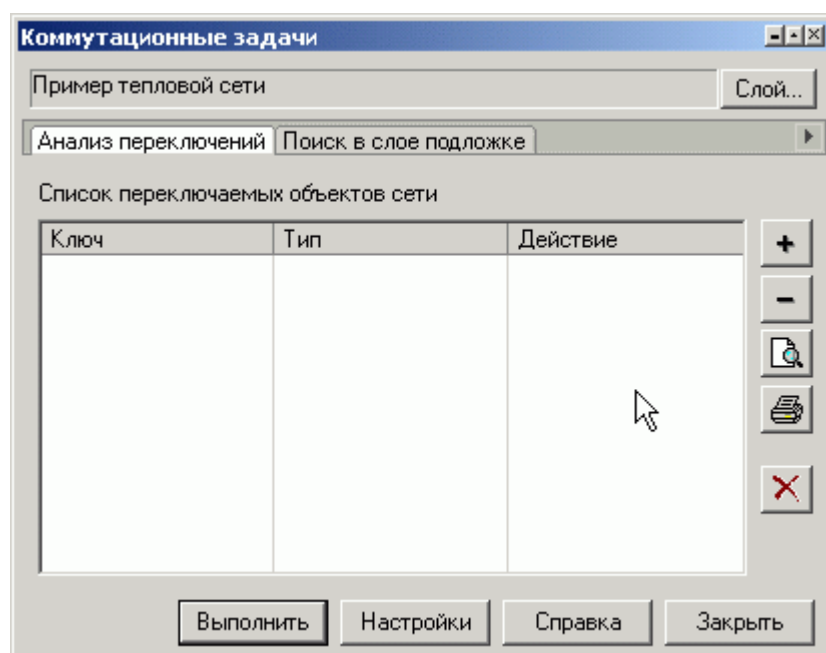 Коммутационные задачи
Пример тепловой сети Слой...
Анализ переключений Поиск в слое подложке
Список переключаемых объектов сети
Ключ Тип Действие
Выполнить Настройки Справка Закрыть